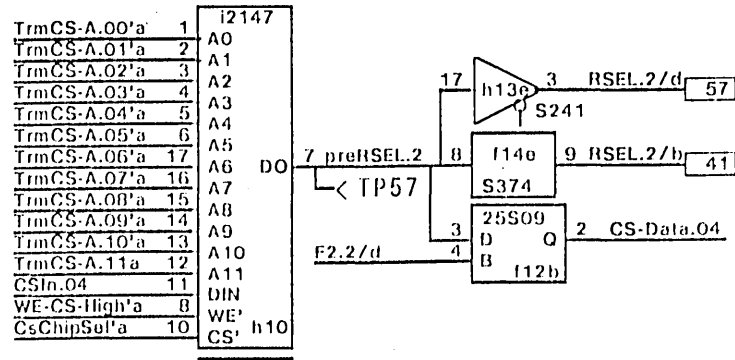 i2147
TrmCS-A.00'a 1 A0
TrmCS-A.01'a 2 A1
TrmCS-A.02'a 3 A2
TrmCS-A.03'a 4 A3
TrmCS-A.04'a 5 A4
TrmCS-A.05'a 6 A5
TrmCS-A.06'a 17 A6
TrmCS-A.07'a 16 A7
TrmCS-A.08'a 15 A8
TrmCS-A.09'a 14 A9
TrmCS-A.10'a 13 A10
TrmCS-A.11a 12 A11
CSIn.04 11 DIN
WE-CS-High'a 8 WE'
CsChipSel'a 10 CS' h10
DO 7 preRSEL.2
< TP57
17 h13e 3 RSEL.2/d 57
S241
8 f14e 9 RSEL.2/b 41
S374
25S09
3 D Q 2 CS-Data.04
F2.2/d 4 B
f12b